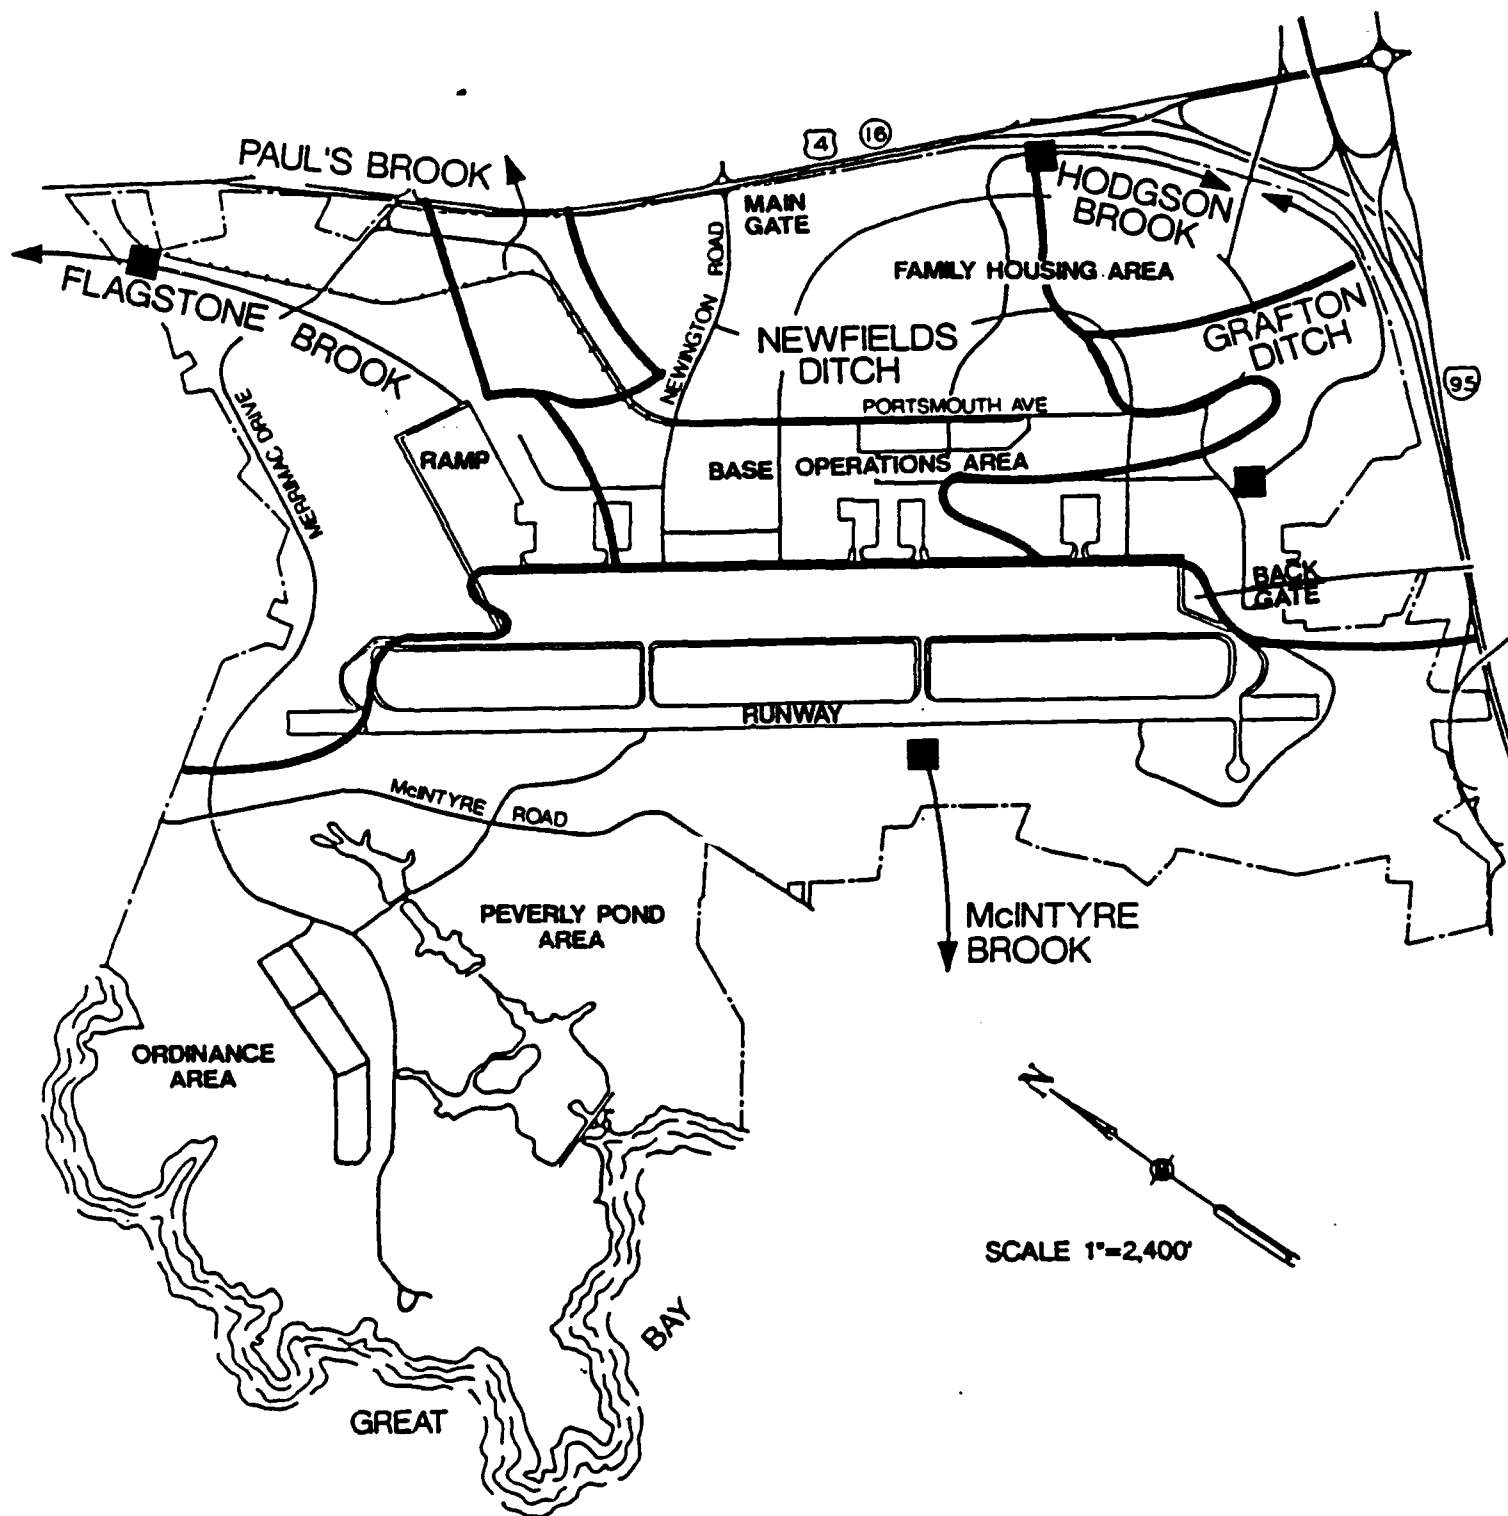 4
16
PAUL'S BROOK
MAIN
GATE
HODGSON
BROOK
NEWINGTON ROAD
FAMILY HOUSING AREA
FLAGSTONE BROOK
NEWFIELDS
DITCH
GRAFTON
DITCH
95
MERRIMAC DRIVE
PORTSMOUTH AVE
RAMP
BASE OPERATIONS AREA
BACK
GATE
RUNWAY
McINTYRE ROAD
PEVERLY POND
AREA
McINTYRE
BROOK
ORDINANCE
AREA
N
SCALE 1"=2,400'
GREAT BAY